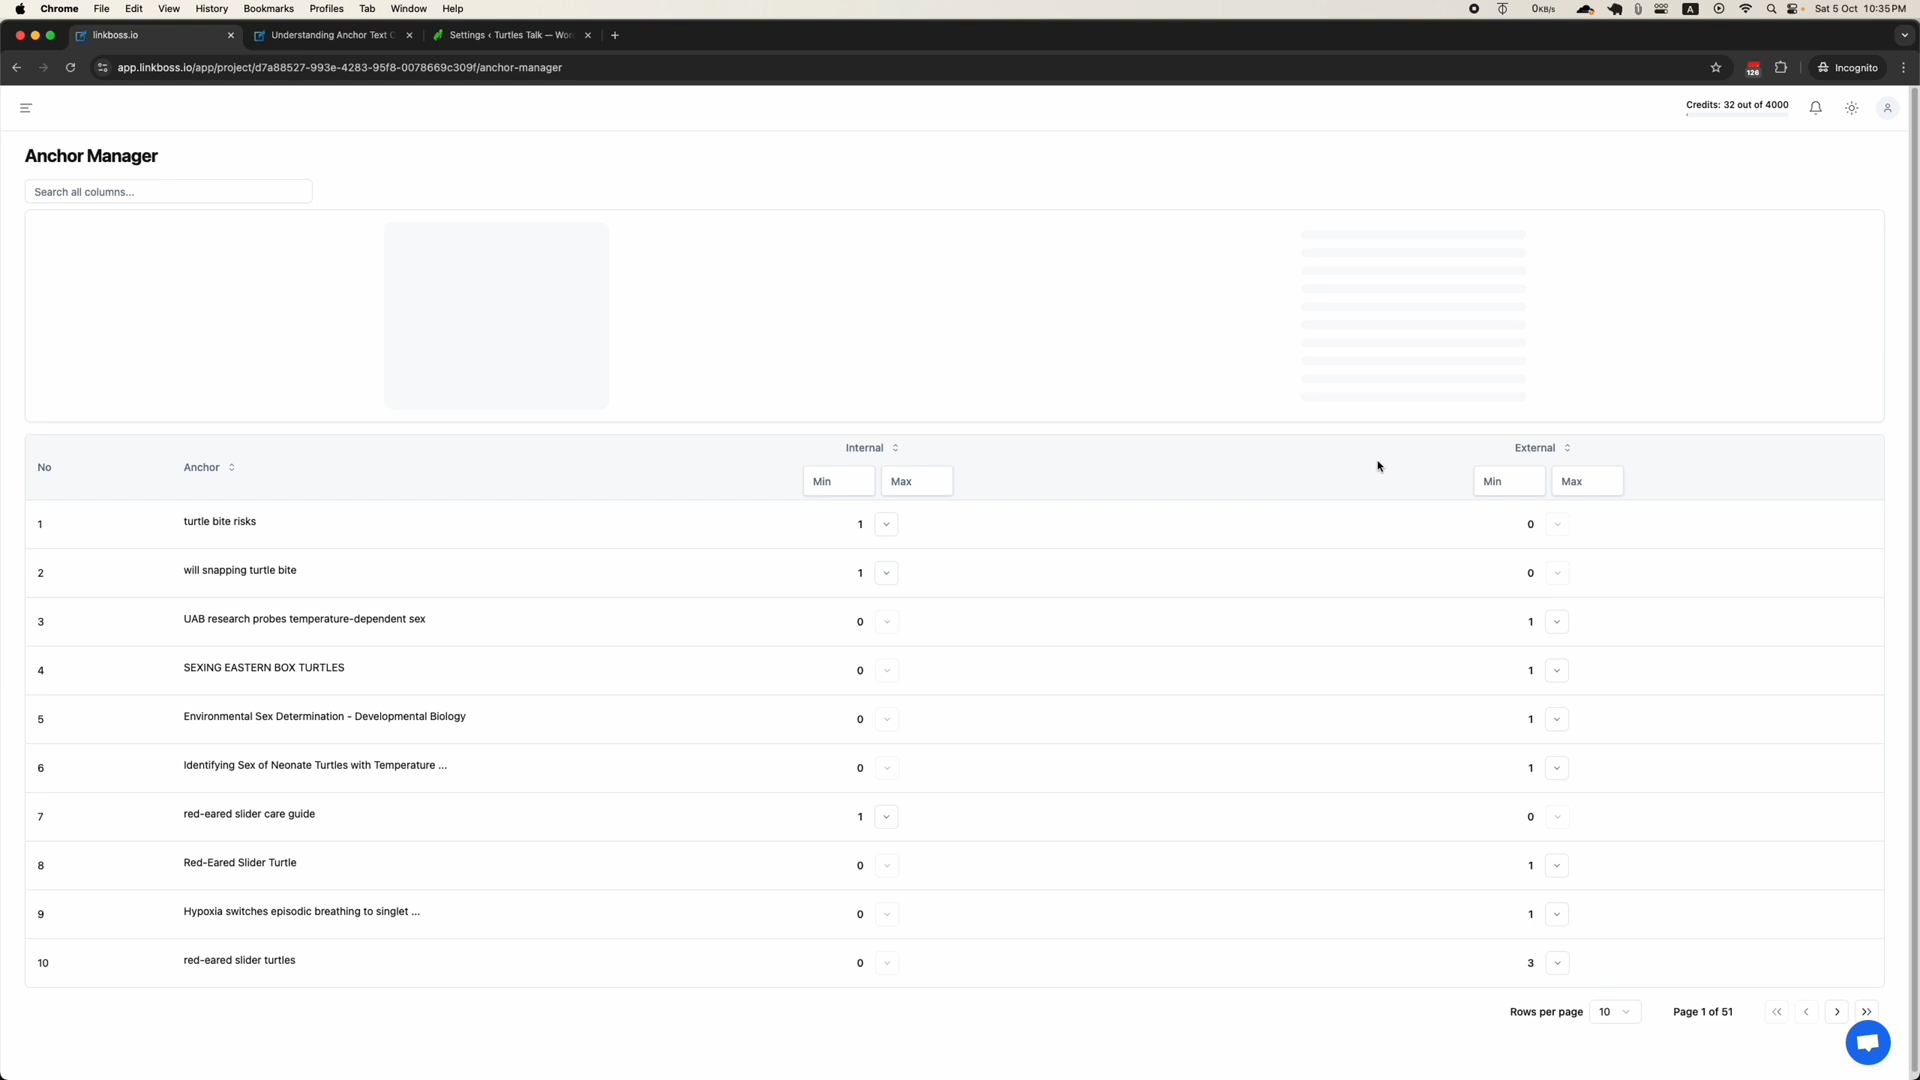 Chrome File Edit View History Bookmarks Profiles Tab Window Help 0KB/s A Sat 5 Oct 10:35PM
linkboss.io Understanding Anchor Text C Settings ‹ Turtles Talk — Wor
app.linkboss.io/app/project/d7a88527-993e-4283-95f8-0078669c309f/anchor-manager 126 Incognito
Credits: 32 out of 4000
Anchor Manager
Search all columns...
No Anchor Internal External
Min Max Min Max
1 turtle bite risks 1 0
2 will snapping turtle bite 1 0
3 UAB research probes temperature-dependent sex 0 1
4 SEXING EASTERN BOX TURTLES 0 1
5 Environmental Sex Determination - Developmental Biology 0 1
6 Identifying Sex of Neonate Turtles with Temperature ... 0 1
7 red-eared slider care guide 1 0
8 Red-Eared Slider Turtle 0 1
9 Hypoxia switches episodic breathing to singlet ... 0 1
10 red-eared slider turtles 0 3
Rows per page 10 Page 1 of 51